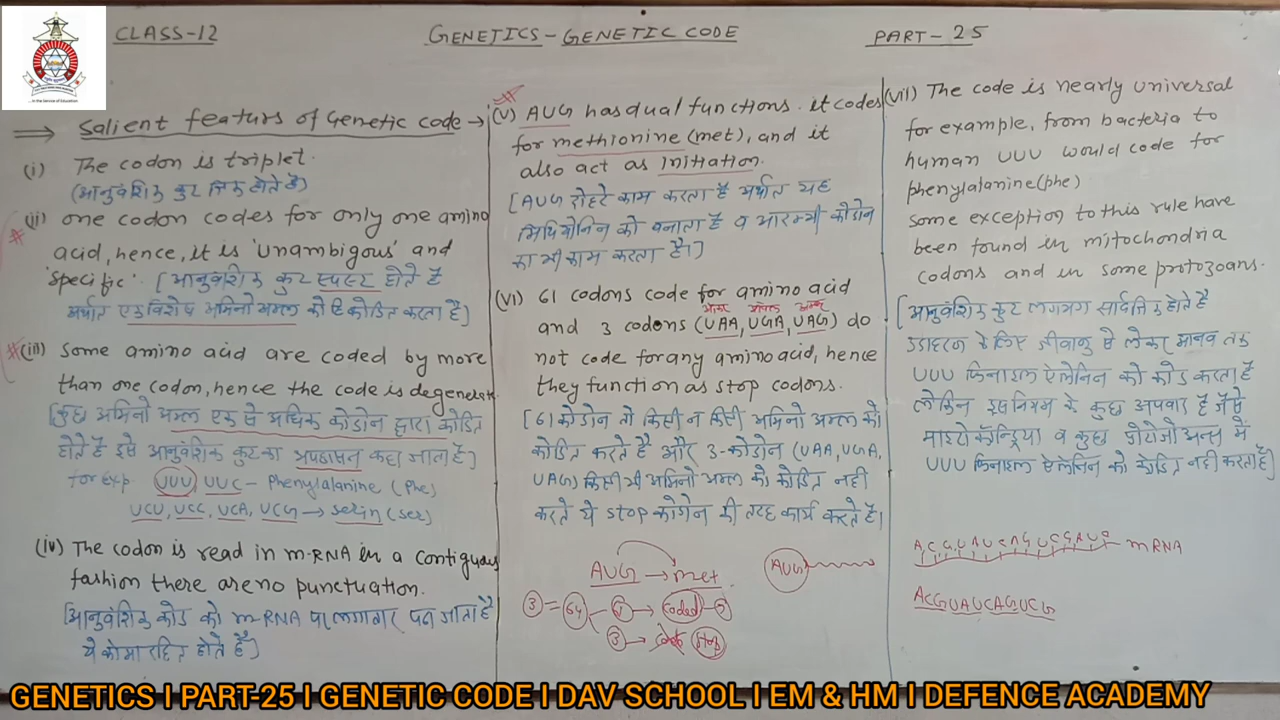 CLASS-12
GENETICS - GENETIC CODE
PART - 25
⇒ Salient featurs of Genetic code →
(i) The codon is triplet.
(आनुवंशिक कुट त्रिक होते है)
(ii) one codon codes for only one amino
acid, hence, it is 'unambigous' and
'specific'. [आनुवंशिक कुट स्पस्ट होते है
अर्थात एक विशेष अमिनो अम्ल को हि कोडित करता है]
(iii) Some amino acid are coded by more
than one codon, hence the code is degenerate
[कुछ अमिनो अम्ल एक से अधिक कोडोन द्वारा कोडित
होते है इसे आनुवंशिक कुट का अपह्रासन कहा जाता है]
for exp. UUU, UUC - Phenylalanine (Phe)
UCU, UCC, UCA, UCG → serin (ser)
(iv) The codon is read in m-RNA in a contiguous
fashion there are no punctuation.
[आनुवंशिक कोड को m-RNA पर लगातार पढा जाता है
ये कोमा रहित होते है]
(v) AUG has dual functions. it codes
for methionine (met), and it
also act as initiation.
[AUG दोहरे काम करता है अर्थात यह
मिथियोनिन को बनाता है व आरम्भी कोडोन
का भी काम करता है।]
(vi) 61 codons code for amino acid
and 3 codons (UAA, UGA, UAG) do
not code for any amino acid, hence
they function as stop codons.
[61 कोडोन तो किसी न किसी अमिनो अम्ल को
कोडित करते है और 3-कोडोन (UAA, UGA,
UAG) किसी भी अमिनो अम्ल को कोडित नही
करते ये stop कोडोन की तरह कार्य करते है।
AUG → met.
AUG
3 = 64
coded
3 → stop
(vii) The code is nearly universal
for example, from bacteria to
human UUU would code for
phenylalanine (phe)
some exception to this rule have
been found in mitochondria
codons and in some protozoans.
[आनुवंशिक कुट लगभग सार्वत्रिक होते है
उदाहरण के लिए जीवाणु से लेकर मानव तक
UUU फिनाइल ऐलेनिन को कोड करता है
लेकिन इस नियम के कुछ अपवाद है जैसे
माइटोकॉन्ड्रिया व कुछ प्रोटोजोअन्स में
UUU फिनाइल ऐलेनिन को कोडित नही करता है]
mRNA
ACGUAUCAGUCG
GENETICS I PART-25 I GENETIC CODE I DAV SCHOOL I EM & HM I DEFENCE ACADEMY